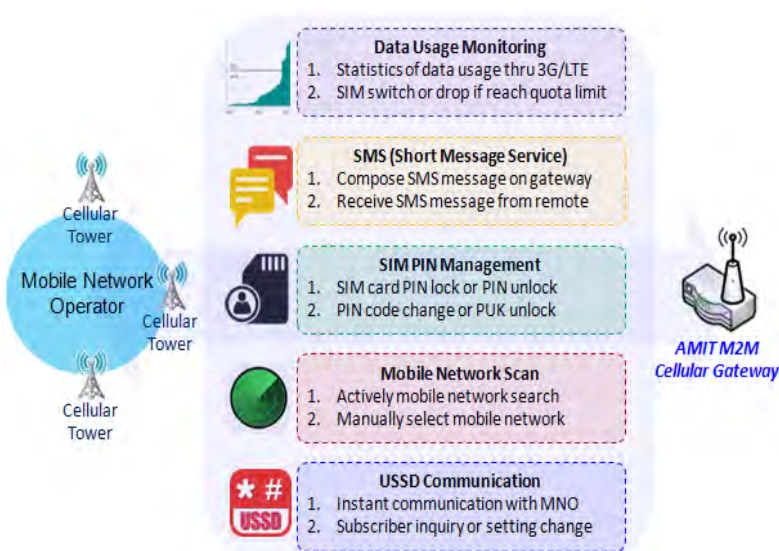 Data Usage Monitoring
1. Statistics of data usage thru 3G/LTE
2. SIM switch or drop if reach quota limit
SMS (Short Message Service)
1. Compose SMS message on gateway
2. Receive SMS message from remote
Cellular
Tower
Mobile Network
Operator
Cellular
Tower
Cellular
Tower
SIM PIN Management
1. SIM card PIN lock or PIN unlock
2. PIN code change or PUK unlock
AMIT M2M
Cellular Gateway
Mobile Network Scan
1. Actively mobile network search
2. Manually select mobile network
* #
USSD
USSD Communication
1. Instant communication with MNO
2. Subscriber inquiry or setting change